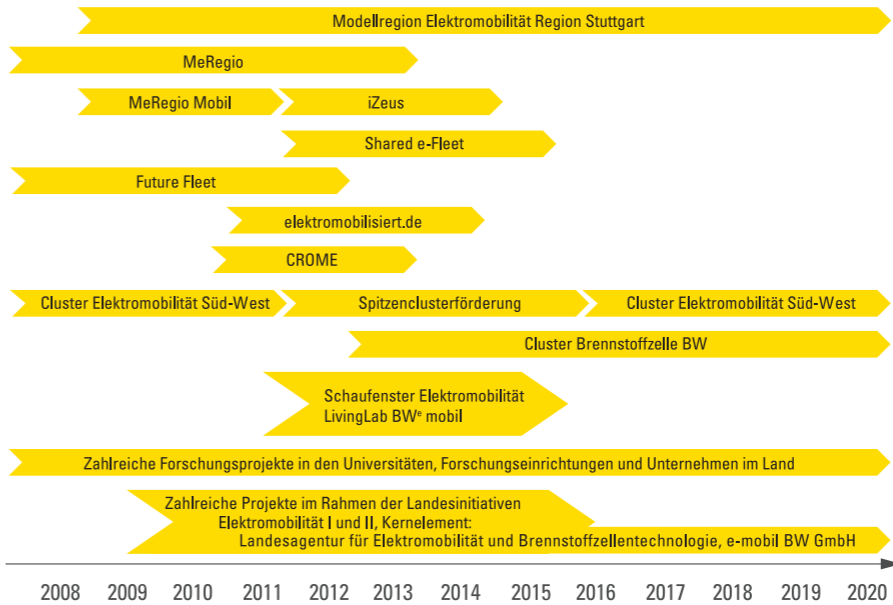 Modellregion Elektromobilität Region Stuttgart
MeRegio
MeRegio Mobil
iZeus
Shared e-Fleet
Future Fleet
elektromobilisiert.de
CROME
Cluster Elektromobilität Süd-West
Spitzenclusterförderung
Cluster Elektromobilität Süd-West
Cluster Brennstoffzelle BW
Schaufenster Elektromobilität
LivingLab BWᵉ mobil
Zahlreiche Forschungsprojekte in den Universitäten, Forschungseinrichtungen und Unternehmen im Land
Zahlreiche Projekte im Rahmen der Landesinitiativen
Elektromobilität I und II, Kernelement:
Landesagentur für Elektromobilität und Brennstoffzellentechnologie, e-mobil BW GmbH
2008 2009 2010 2011 2012 2013 2014 2015 2016 2017 2018 2019 2020